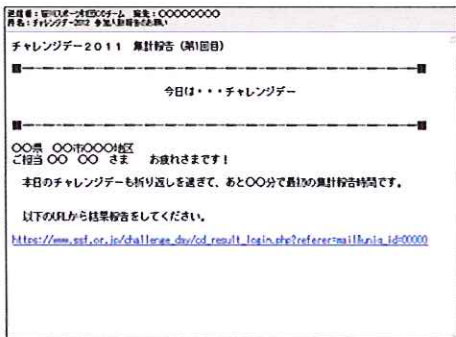 送信者：笹川スポーツ財団CCチーム　宛先：○○○○○○○○
件名：チャレンジデー2012 参加人数報告のお願い
チャレンジデー２０１１　集計報告（第1回目）
今日は・・・チャレンジデー
○○県　○○市○○○地区
ご担当 ○○　○○　さま　　お疲れさまです！
本日のチャレンジデーも折り返しを過ぎて、あと○○分で最初の集計報告時間です。
以下のURLから結果報告をしてください。
https://www.ssf.or.jp/challenge_day/cd_result_login.php?referer=mail&uniq_id=00000